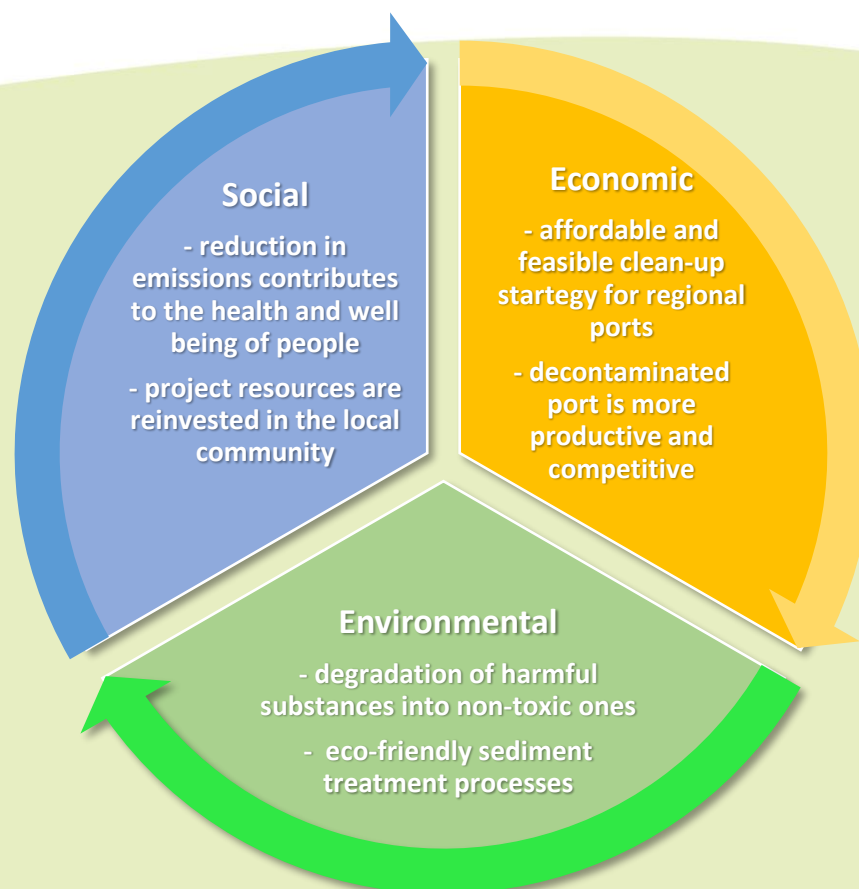 Social
- reduction in
emissions contributes
to the health and well
being of people
- project resources are
reinvested in the local
community
Economic
- affordable and
feasible clean-up
startegy for regional
ports
- decontaminated
port is more
productive and
competitive
Environmental
- degradation of harmful
substances into non-toxic ones
- eco-friendly sediment
treatment processes